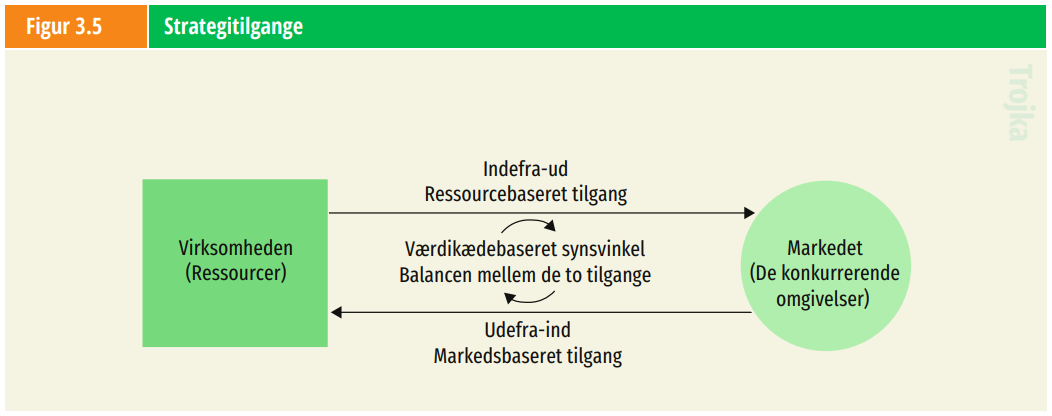 Figur 3.5
Strategitilgange
Trojka
Indefra-ud
Ressourcebaseret tilgang
Virksomheden
(Ressourcer)
Værdikædebaseret synsvinkel
Balancen mellem de to tilgange
Markedet
(De konkurrerende
omgivelser)
Udefra-ind
Markedsbaseret tilgang